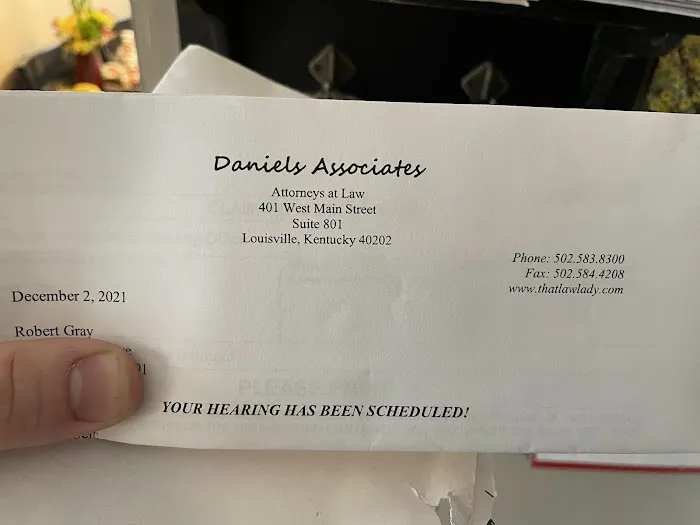 Daniels Associates
Attorneys at Law
401 West Main Street
Suite 801
Louisville, Kentucky 40202
Phone: 502.583.8300
Fax: 502.584.4208
www.thatlawlady.com
December 2, 2021
Robert Gray
YOUR HEARING HAS BEEN SCHEDULED!